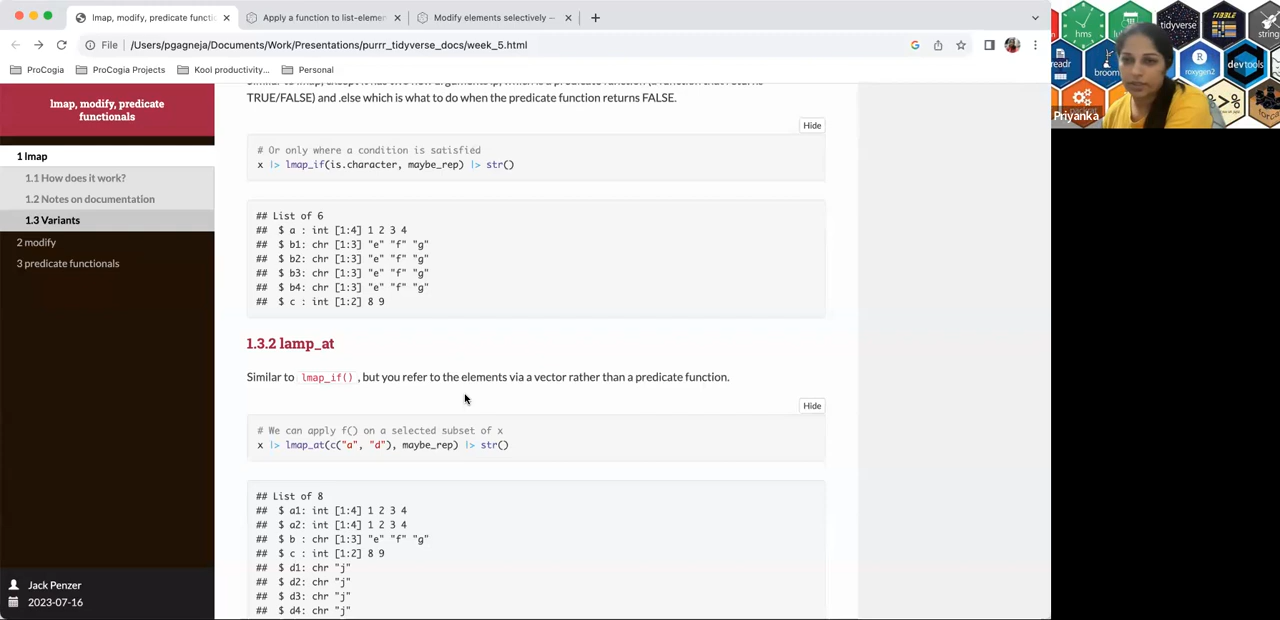 lmap, modify, predicate functi
Apply a function to list-elemen
Modify elements selectively —
File
/Users/pgagneja/Documents/Work/Presentations/purrr_tidyverse_docs/week_5.html
ProCogia
ProCogia Projects
Kool productivity...
Personal
lmap, modify, predicate
functionals
1 lmap
1.1 How does it work?
1.2 Notes on documentation
1.3 Variants
2 modify
3 predicate functionals
Jack Penzer
2023-07-16
TRUE/FALSE) and .else which is what to do when the predicate function returns FALSE.
Hide
# Or only where a condition is satisfied
x |> lmap_if(is.character, maybe_rep) |> str()
## List of 6
## $ a : int [1:4] 1 2 3 4
## $ b1: chr [1:3] "e" "f" "g"
## $ b2: chr [1:3] "e" "f" "g"
## $ b3: chr [1:3] "e" "f" "g"
## $ b4: chr [1:3] "e" "f" "g"
## $ c : int [1:2] 8 9
1.3.2 lamp_at
Similar to lmap_if() , but you refer to the elements via a vector rather than a predicate function.
Hide
# We can apply f() on a selected subset of x
x |> lmap_at(c("a", "d"), maybe_rep) |> str()
## List of 8
## $ a1: int [1:4] 1 2 3 4
## $ a2: int [1:4] 1 2 3 4
## $ b : chr [1:3] "e" "f" "g"
## $ c : int [1:2] 8 9
## $ d1: chr "j"
## $ d2: chr "j"
## $ d3: chr "j"
## $ d4: chr "j"
hms
tidyverse
TIBBLE
string
readr
broom
roxygen2
devtools
Priyanka